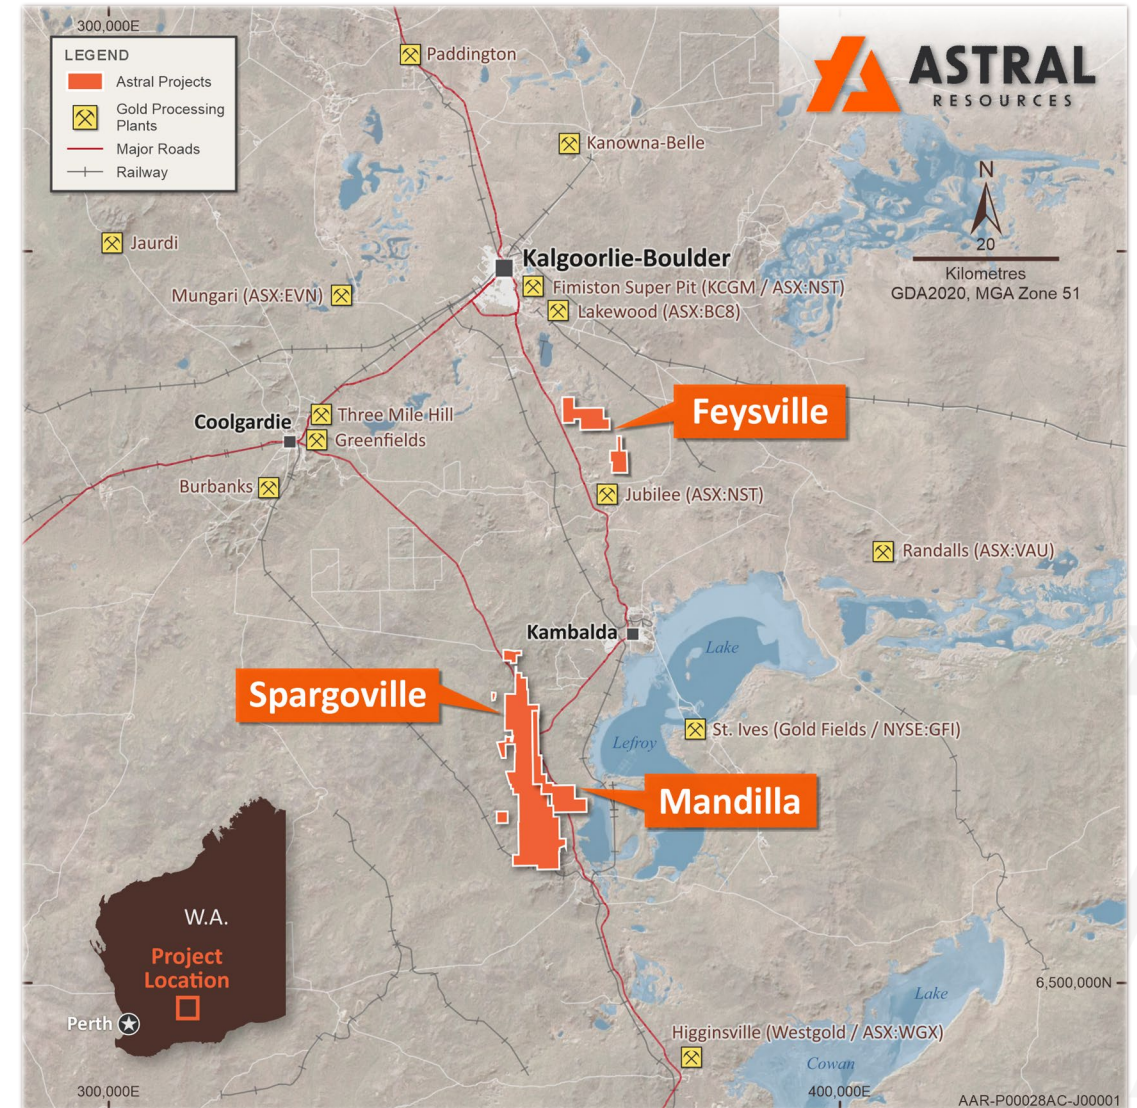 300,000E
LEGEND
Astral Projects
Gold Processing
Plants
Major Roads
Railway
ASTRAL
RESOURCES
Paddington
Kanowna-Belle
N
20
Kilometres
GDA2020, MGA Zone 51
Jaurdi
Kalgoorlie-Boulder
Mungari (ASX:EVN)
Fimiston Super Pit (KCGM / ASX:NST)
Lakewood (ASX:BC8)
Feysville
Coolgardie
Three Mile Hill
Greenfields
Burbanks
Jubilee (ASX:NST)
Randalls (ASX:VAU)
Kambalda
Lake
Spargoville
St. Ives (Gold Fields / NYSE:GFI)
Lefroy
Mandilla
W.A.
Project
Location
Perth
6,500,000N
Lake
Higginsville (Westgold / ASX:WGX)
Cowan
300,000E
400,000E
AAR-P00028AC-J00001